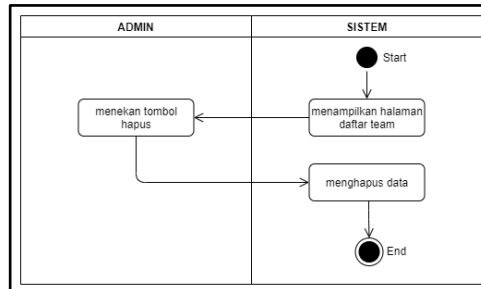 ADMIN
SISTEM
Start
menampilkan halaman
daftar team
menekan tombol
hapus
menghapus data
End